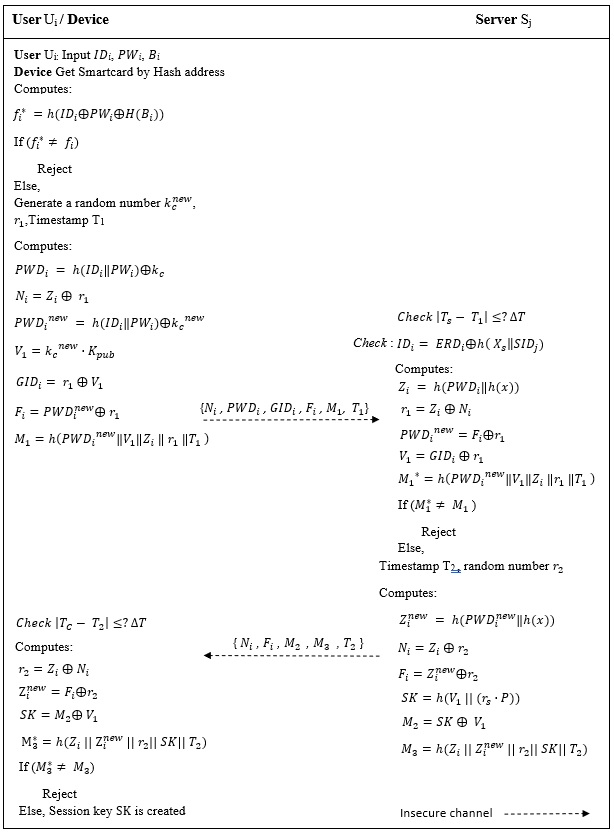 User Uᵢ / Device
Server Sⱼ
User Uᵢ: Input IDᵢ, PWᵢ, Bᵢ
Device Get Smartcard by Hash address
Computes:
fᵢ* = h(IDᵢ⊕PWᵢ⊕H(Bᵢ))
If (fᵢ* ≠ fᵢ)
Reject
Else,
Generate a random number k_c^new,
r₁,Timestamp T₁
Computes:
PWDᵢ = h(IDᵢ‖PWᵢ)⊕k_c
Nᵢ = Zᵢ ⊕ r₁
PWDᵢ^new = h(IDᵢ‖PWᵢ)⊕k_c^new
V₁ = k_c^new · K_pub
GIDᵢ = r₁ ⊕ V₁
Fᵢ = PWDᵢ^new ⊕ r₁
M₁ = h(PWDᵢ^new‖V₁‖Zᵢ ‖ r₁ ‖T₁ )
{Nᵢ , PWDᵢ , GIDᵢ , Fᵢ , M₁, T₁}
Check |Tₛ − T₁| ≤? ΔT
Check : IDᵢ = ERDᵢ⊕h( Xₛ‖SIDⱼ)
Computes:
Zᵢ = h(PWDᵢ‖h(x))
r₁ = Zᵢ ⊕ Nᵢ
PWDᵢ^new = Fᵢ⊕r₁
V₁ = GIDᵢ ⊕ r₁
M₁* = h(PWDᵢ^new‖V₁‖Zᵢ ‖r₁ ‖T₁ )
If (M₁* ≠ M₁ )
Reject
Else,
Timestamp T₂, random number r₂
Computes:
Zᵢ^new = h(PWDᵢ^new‖h(x))
Nᵢ = Zᵢ ⊕ r₂
Fᵢ = Zᵢ^new⊕r₂
SK = h(V₁ || (rₛ · P))
M₂ = SK ⊕ V₁
M₃ = h(Zᵢ || Zᵢ^new || r₂|| SK|| T₂)
{ Nᵢ , Fᵢ , M₂ , M₃ , T₂ }
Check |T_C − T₂| ≤? ΔT
Computes:
r₂ = Zᵢ ⊕ Nᵢ
Zᵢ^new = Fᵢ⊕r₂
SK = M₂⊕ V₁
M₃* = h(Zᵢ || Zᵢ^new || r₂|| SK|| T₂)
If (M₃* ≠ M₃)
Reject
Else, Session key SK is created
Insecure channel